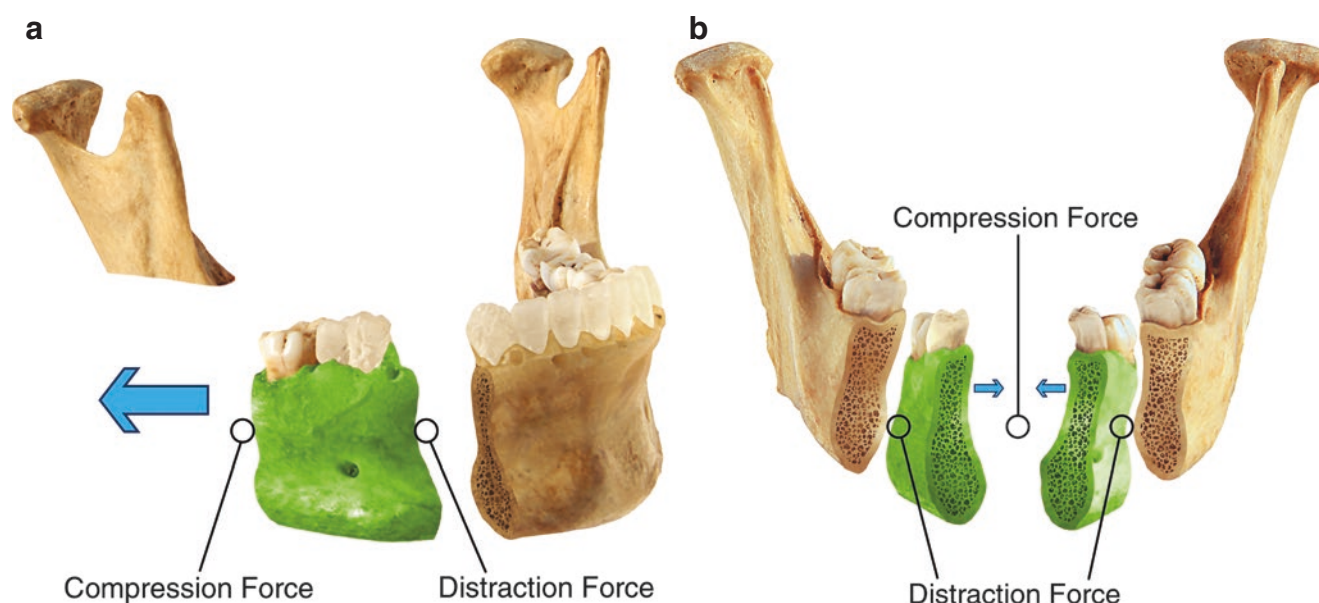 a
b
Compression Force
Compression Force
Distraction Force
Distraction Force